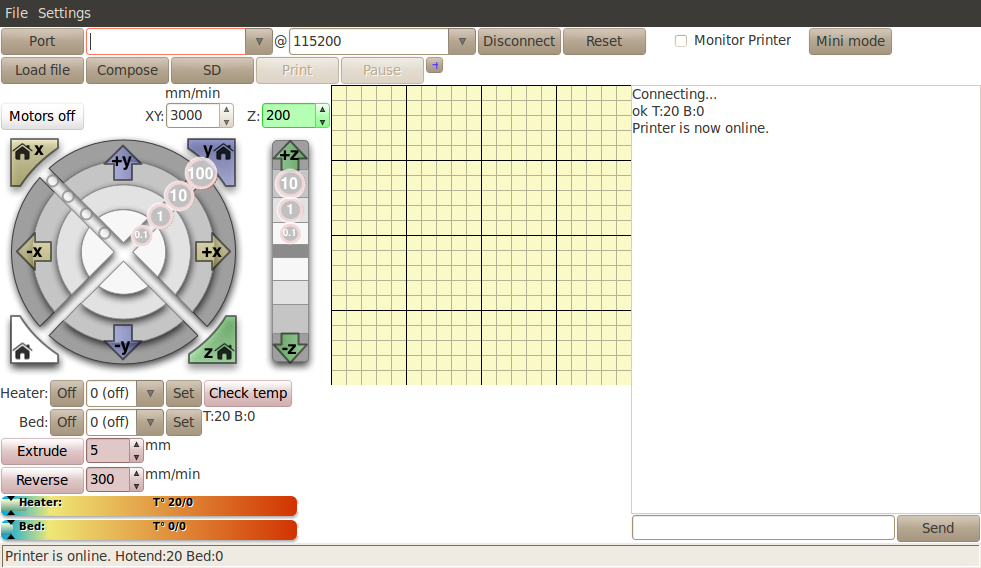 File Settings
Port @ 115200 Disconnect Reset Monitor Printer Mini mode
Load file Compose SD Print Pause
mm/min
Motors off XY: 3000 Z: 200
x +y y +z
100
10 10
1 1
0.1 0.1
-x +x
-y z -z
Heater: Off 0 (off) Set Check temp
Bed: Off 0 (off) Set T:20 B:0
Extrude 5 mm
Reverse 300 mm/min
Heater: T° 20/0
Bed: T° 0/0
Connecting...
ok T:20 B:0
Printer is now online.
Send
Printer is online. Hotend:20 Bed:0